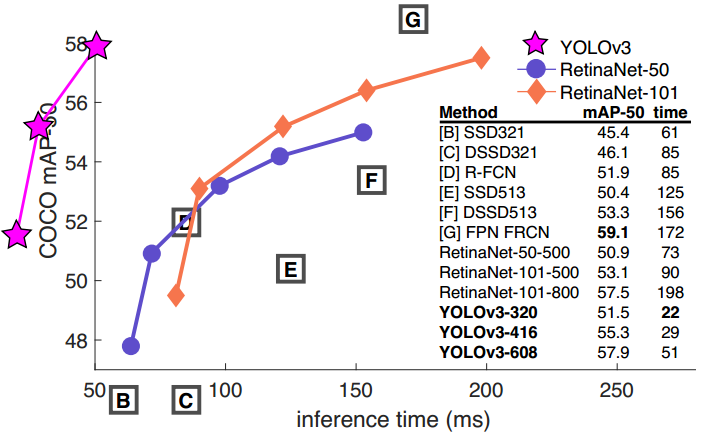 COCO mAP-50
58
56
54
52
50
48
50
100
150
200
250
inference time (ms)
B
C
D
E
F
G
YOLOv3
RetinaNet-50
RetinaNet-101
Method mAP-50 time
[B] SSD321 45.4 61
[C] DSSD321 46.1 85
[D] R-FCN 51.9 85
[E] SSD513 50.4 125
[F] DSSD513 53.3 156
[G] FPN FRCN 59.1 172
RetinaNet-50-500 50.9 73
RetinaNet-101-500 53.1 90
RetinaNet-101-800 57.5 198
YOLOv3-320 51.5 22
YOLOv3-416 55.3 29
YOLOv3-608 57.9 51